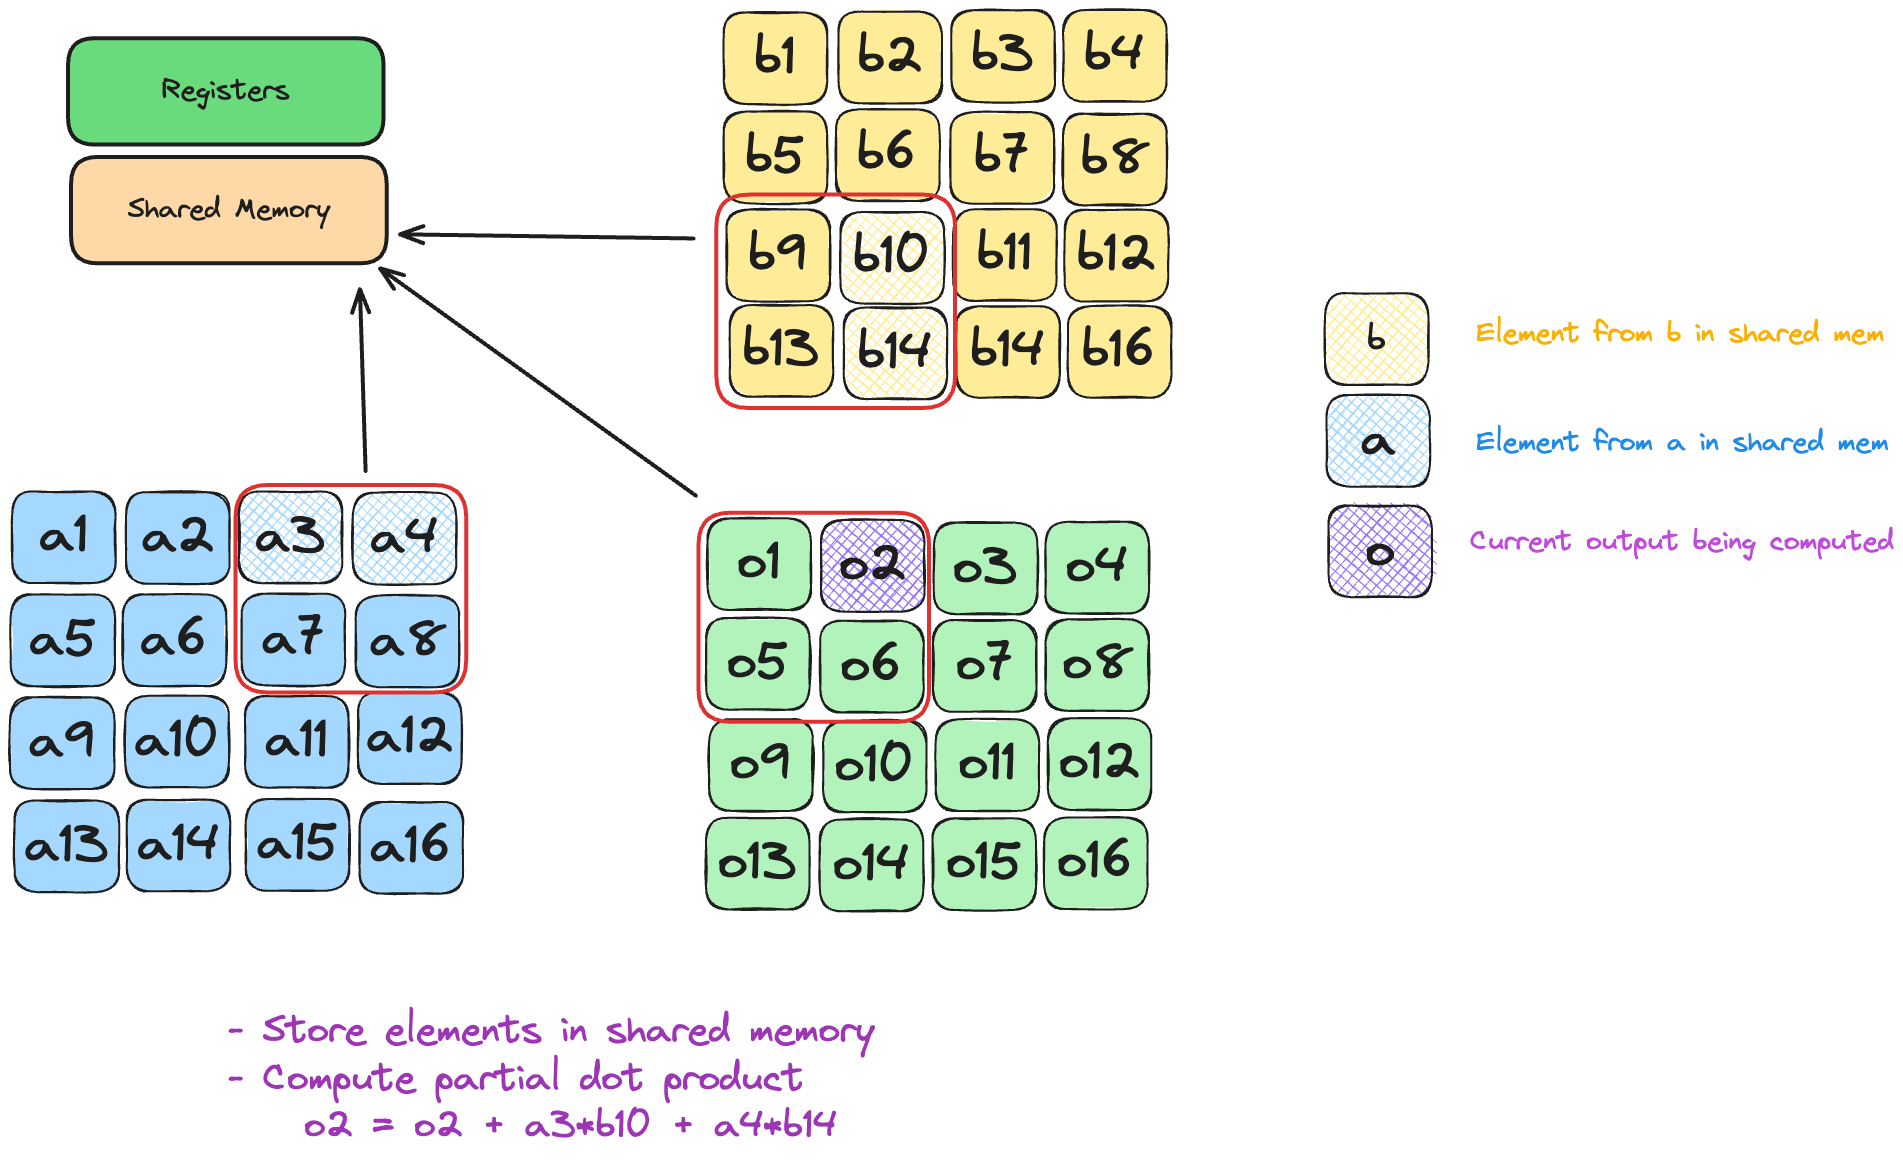 Registers
Shared Memory
b1 b2 b3 b4
b5 b6 b7 b8
b9 b10 b11 b12
b13 b14 b14 b16
b Element from b in shared mem
a Element from a in shared mem
o Current output being computed
a1 a2 a3 a4
a5 a6 a7 a8
a9 a10 a11 a12
a13 a14 a15 a16
o1 o2 o3 o4
o5 o6 o7 o8
o9 o10 o11 o12
o13 o14 o15 o16
- Store elements in shared memory
- Compute partial dot product
o2 = o2 + a3*b10 + a4*b14